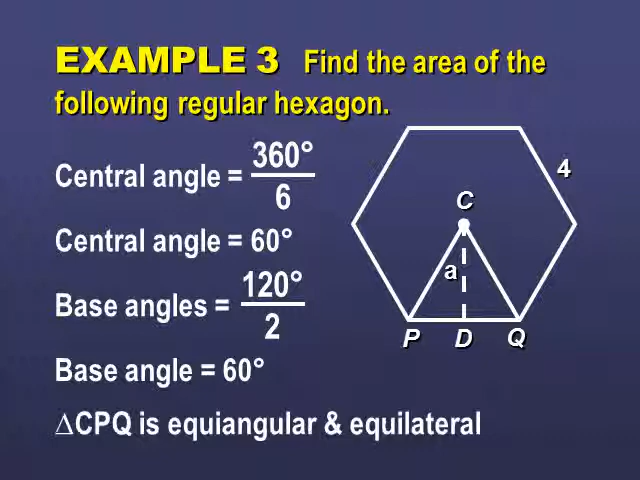 EXAMPLE 3 Find the area of the
following regular hexagon.
Central angle = 360°
6
Central angle = 60°
Base angles = 120°
2
Base angle = 60°
∆CPQ is equiangular & equilateral
4
C
a
P D Q